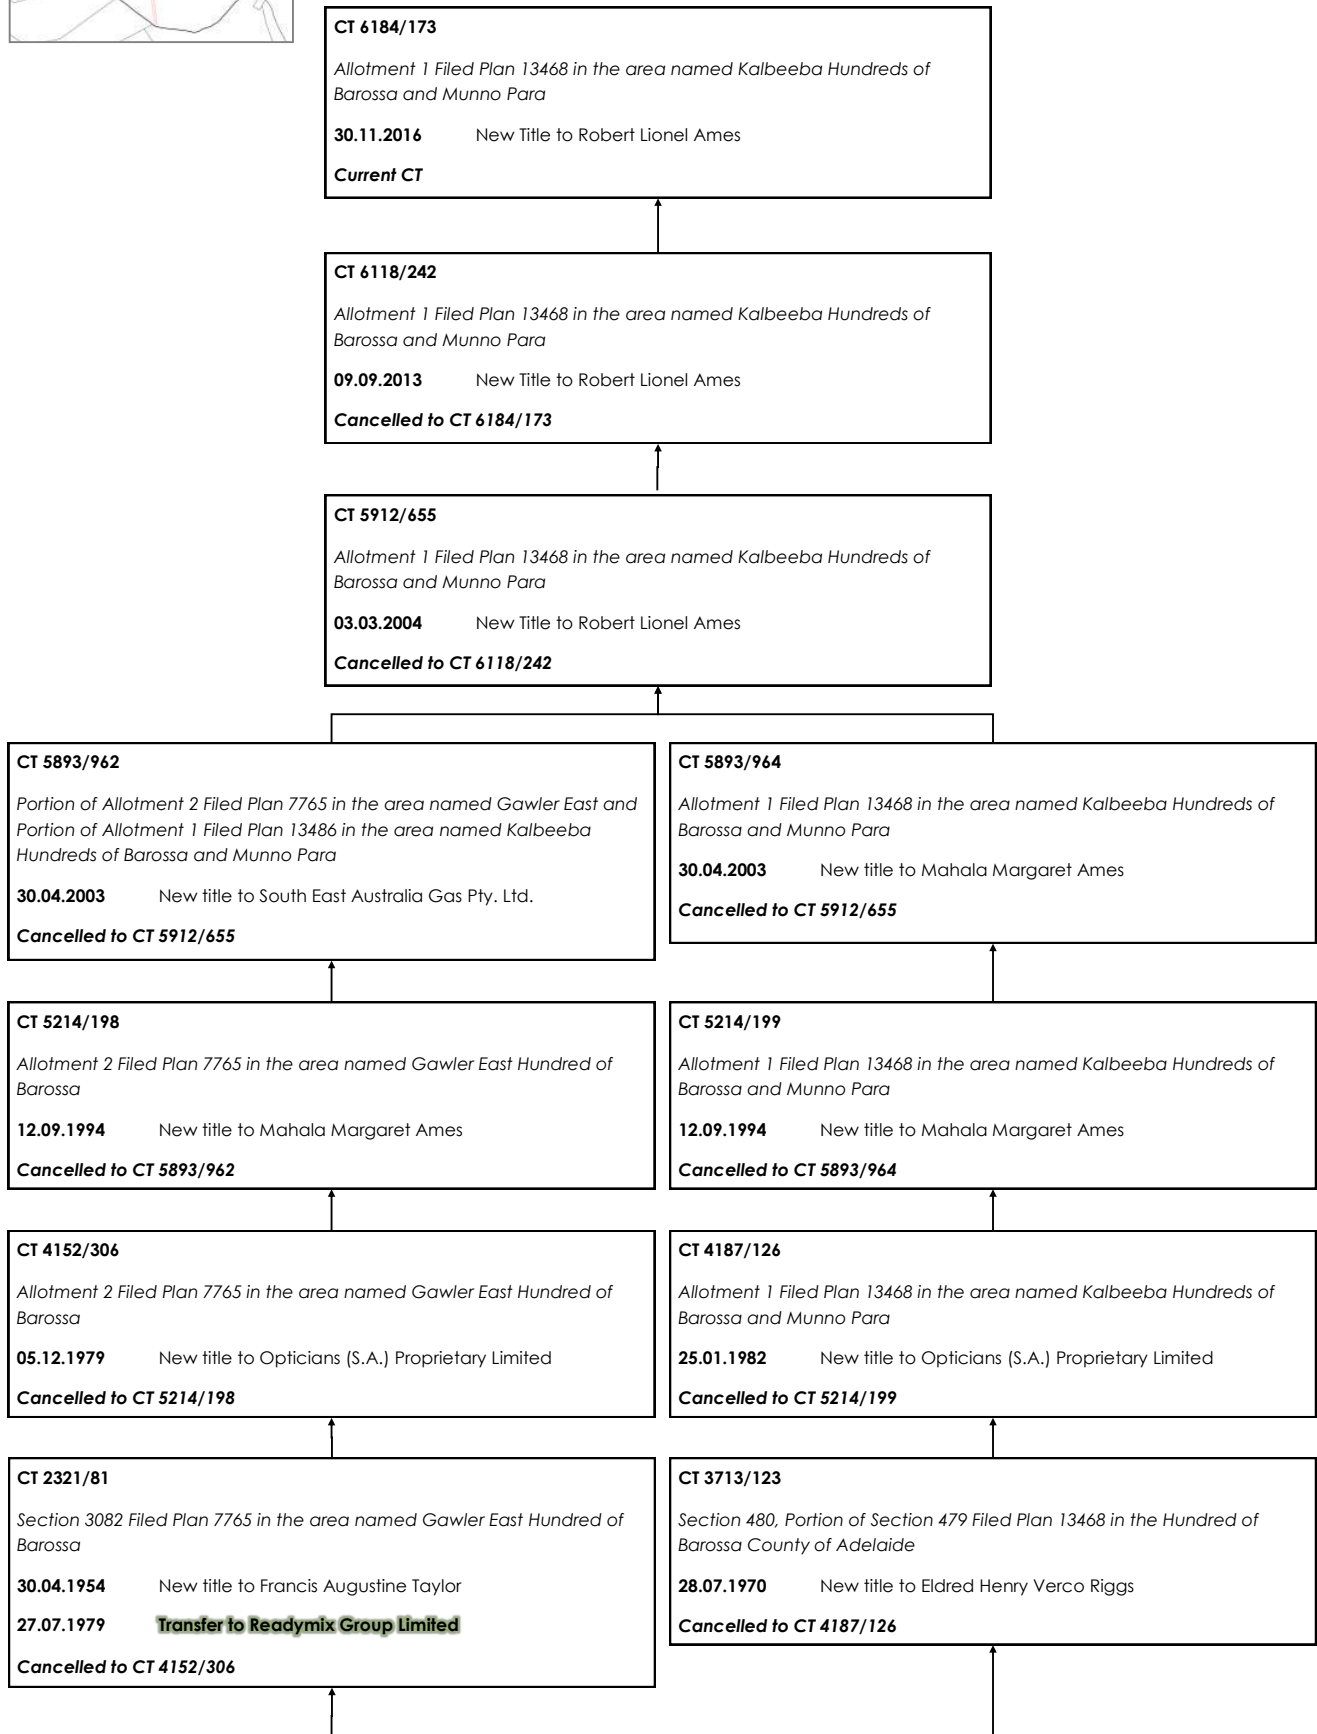 CT 6184/173
Allotment 1 Filed Plan 13468 in the area named Kalbeeba Hundreds of
Barossa and Munno Para
30.11.2016 New Title to Robert Lionel Ames
Current CT
CT 6118/242
Allotment 1 Filed Plan 13468 in the area named Kalbeeba Hundreds of
Barossa and Munno Para
09.09.2013 New Title to Robert Lionel Ames
Cancelled to CT 6184/173
CT 5912/655
Allotment 1 Filed Plan 13468 in the area named Kalbeeba Hundreds of
Barossa and Munno Para
03.03.2004 New Title to Robert Lionel Ames
Cancelled to CT 6118/242
CT 5893/962
Portion of Allotment 2 Filed Plan 7765 in the area named Gawler East and
Portion of Allotment 1 Filed Plan 13486 in the area named Kalbeeba
Hundreds of Barossa and Munno Para
30.04.2003 New title to South East Australia Gas Pty. Ltd.
Cancelled to CT 5912/655
CT 5893/964
Allotment 1 Filed Plan 13468 in the area named Kalbeeba Hundreds of
Barossa and Munno Para
30.04.2003 New title to Mahala Margaret Ames
Cancelled to CT 5912/655
CT 5214/198
Allotment 2 Filed Plan 7765 in the area named Gawler East Hundred of
Barossa
12.09.1994 New title to Mahala Margaret Ames
Cancelled to CT 5893/962
CT 5214/199
Allotment 1 Filed Plan 13468 in the area named Kalbeeba Hundreds of
Barossa and Munno Para
12.09.1994 New title to Mahala Margaret Ames
Cancelled to CT 5893/964
CT 4152/306
Allotment 2 Filed Plan 7765 in the area named Gawler East Hundred of
Barossa
05.12.1979 New title to Opticians (S.A.) Proprietary Limited
Cancelled to CT 5214/198
CT 4187/126
Allotment 1 Filed Plan 13468 in the area named Kalbeeba Hundreds of
Barossa and Munno Para
25.01.1982 New title to Opticians (S.A.) Proprietary Limited
Cancelled to CT 5214/199
CT 2321/81
Section 3082 Filed Plan 7765 in the area named Gawler East Hundred of
Barossa
30.04.1954 New title to Francis Augustine Taylor
27.07.1979 Transfer to Readymix Group Limited
Cancelled to CT 4152/306
CT 3713/123
Section 480, Portion of Section 479 Filed Plan 13468 in the Hundred of
Barossa County of Adelaide
28.07.1970 New title to Eldred Henry Verco Riggs
Cancelled to CT 4187/126